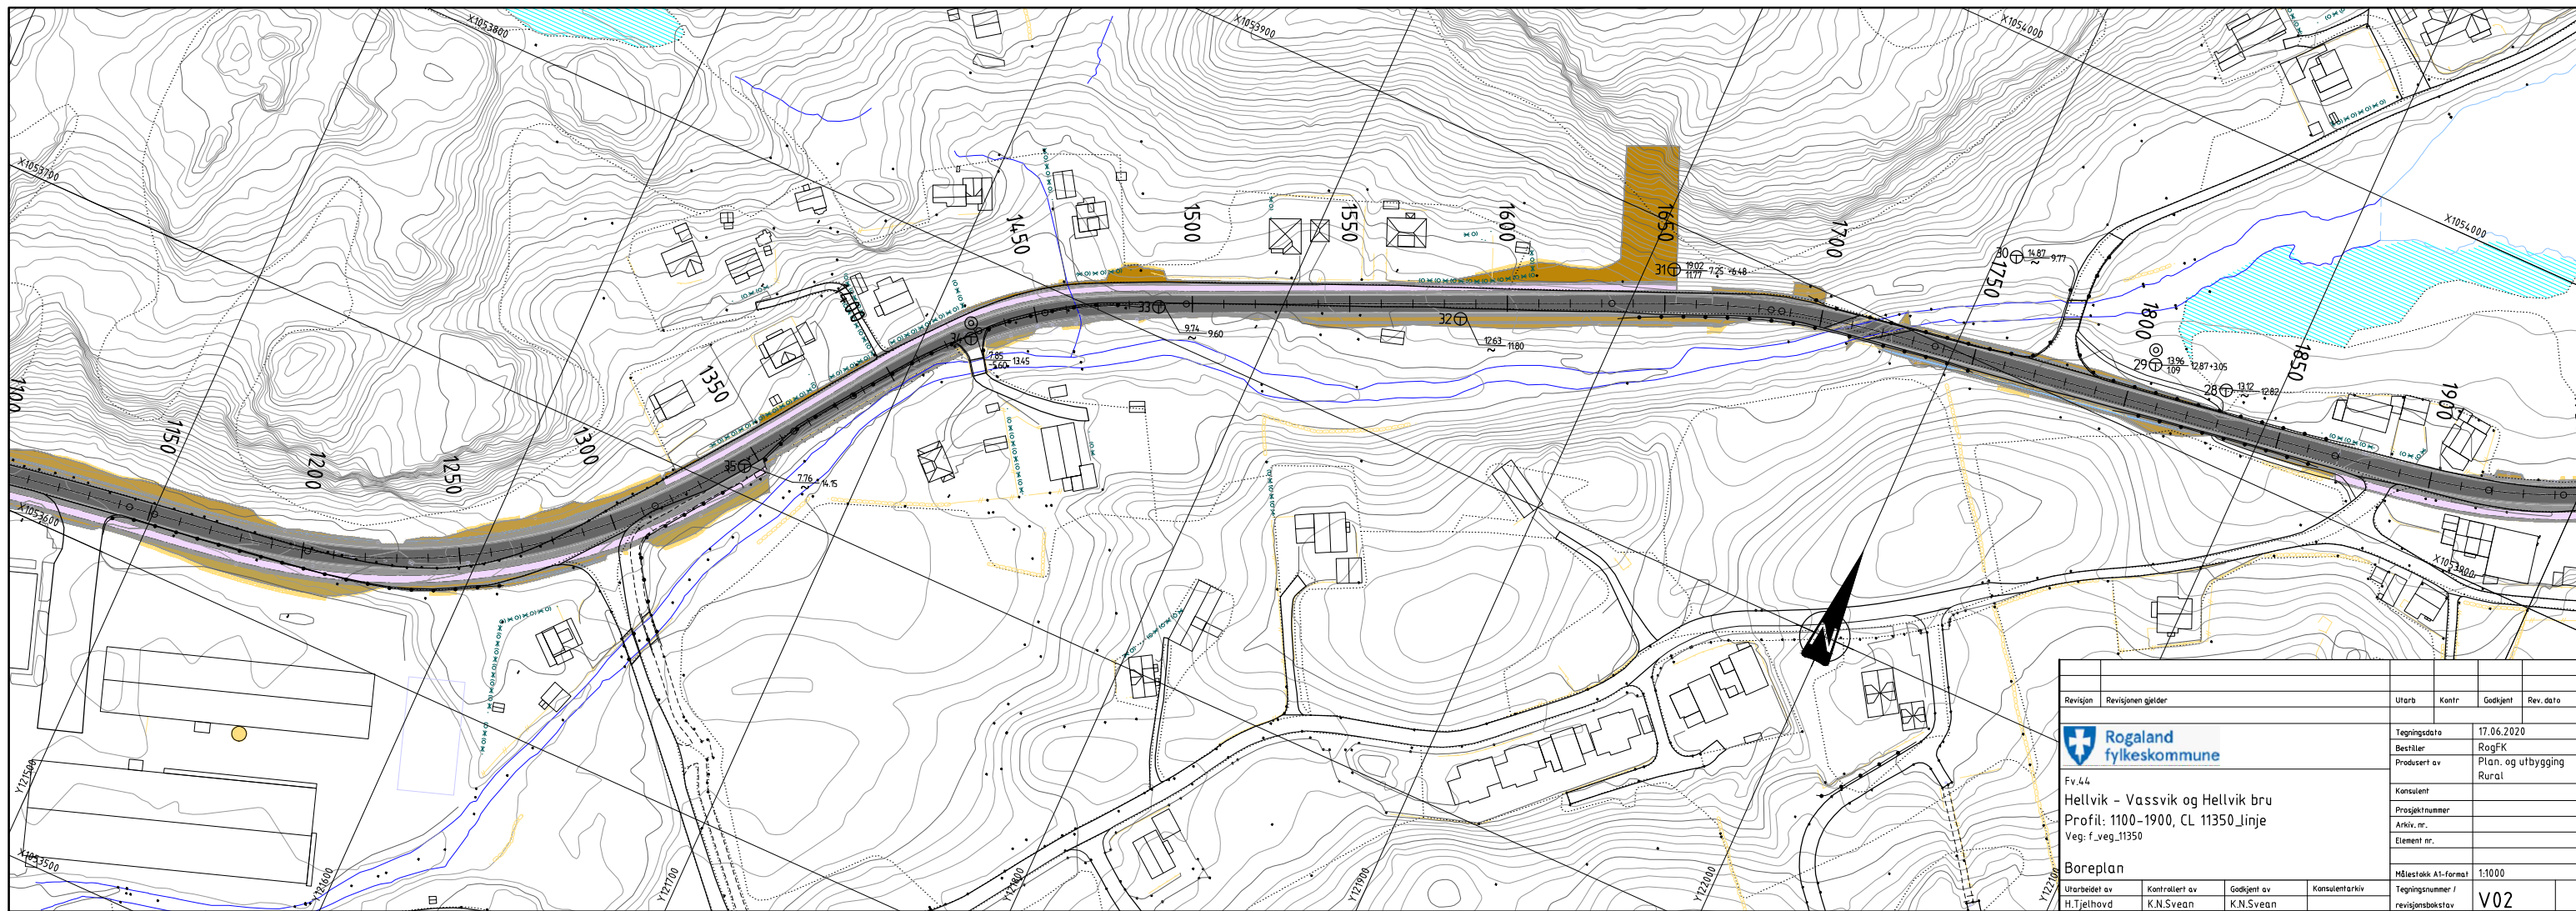 X1053800
X1053900
X1054000
X1053700
X1054000
1450
1500
1550
1600
1650
1700
1750
1800
1850
1900
1400
1350
1300
1250
1200
1150
1100
30 14.87 ~ 9.77
31 19.02 11.77 7.25 +6.48
33 9.74 ~ 9.60
32 12.63 ~ 11.80
34 7.85 -5.60 13.45
29 13.96 1.09 12.87+3.05
28 13.12 ~ 12.82
35 7.76 ~ 14.15
X1053600
X1053800
X1053500
Y121500
Y121600
Y121700
Y121800
Y121900
Y122000
Y122100
N
Revisjon Revisjonen gjelder Utarb Kontr Godkjent Rev. dato
Rogaland
fylkeskommune
Fv.44
Hellvik - Vassvik og Hellvik bru
Profil: 1100-1900, CL 11350_linje
Veg: f_veg_11350
Boreplan
Tegningsdato 17.06.2020
Bestiller RogFK
Produsert av Plan. og utbygging
Rural
Konsulent
Prosjektnummer
Arkiv. nr.
Element nr.
Målestokk A1-format 1:1000
Utarbeidet av Kontrollert av Godkjent av Konsulentarkiv
H.Tjelhovd K.N.Svean K.N.Svean
Tegningsnummer /
revisjonsbokstav V02